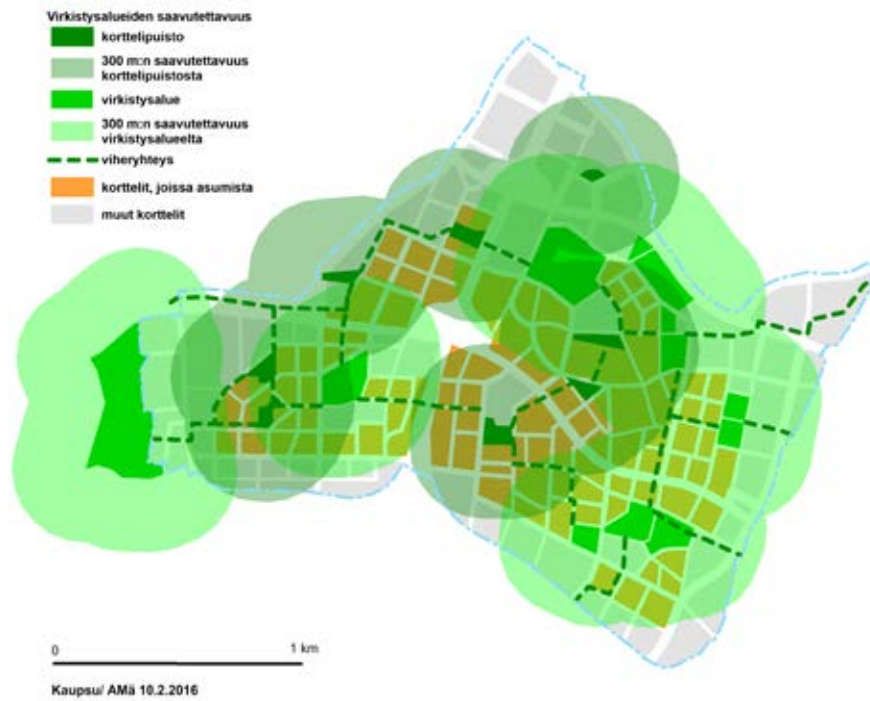 Virkistysalueiden saavutettavuus
korttelipuisto
300 m:n saavutettavuus
korttelipuistosta
virkistysalue
300 m:n saavutettavuus
virkistysalueelta
viheryhteys
korttelit, joissa asumista
muut korttelit
0 1 km
Kaupsu/ AMä 10.2.2016